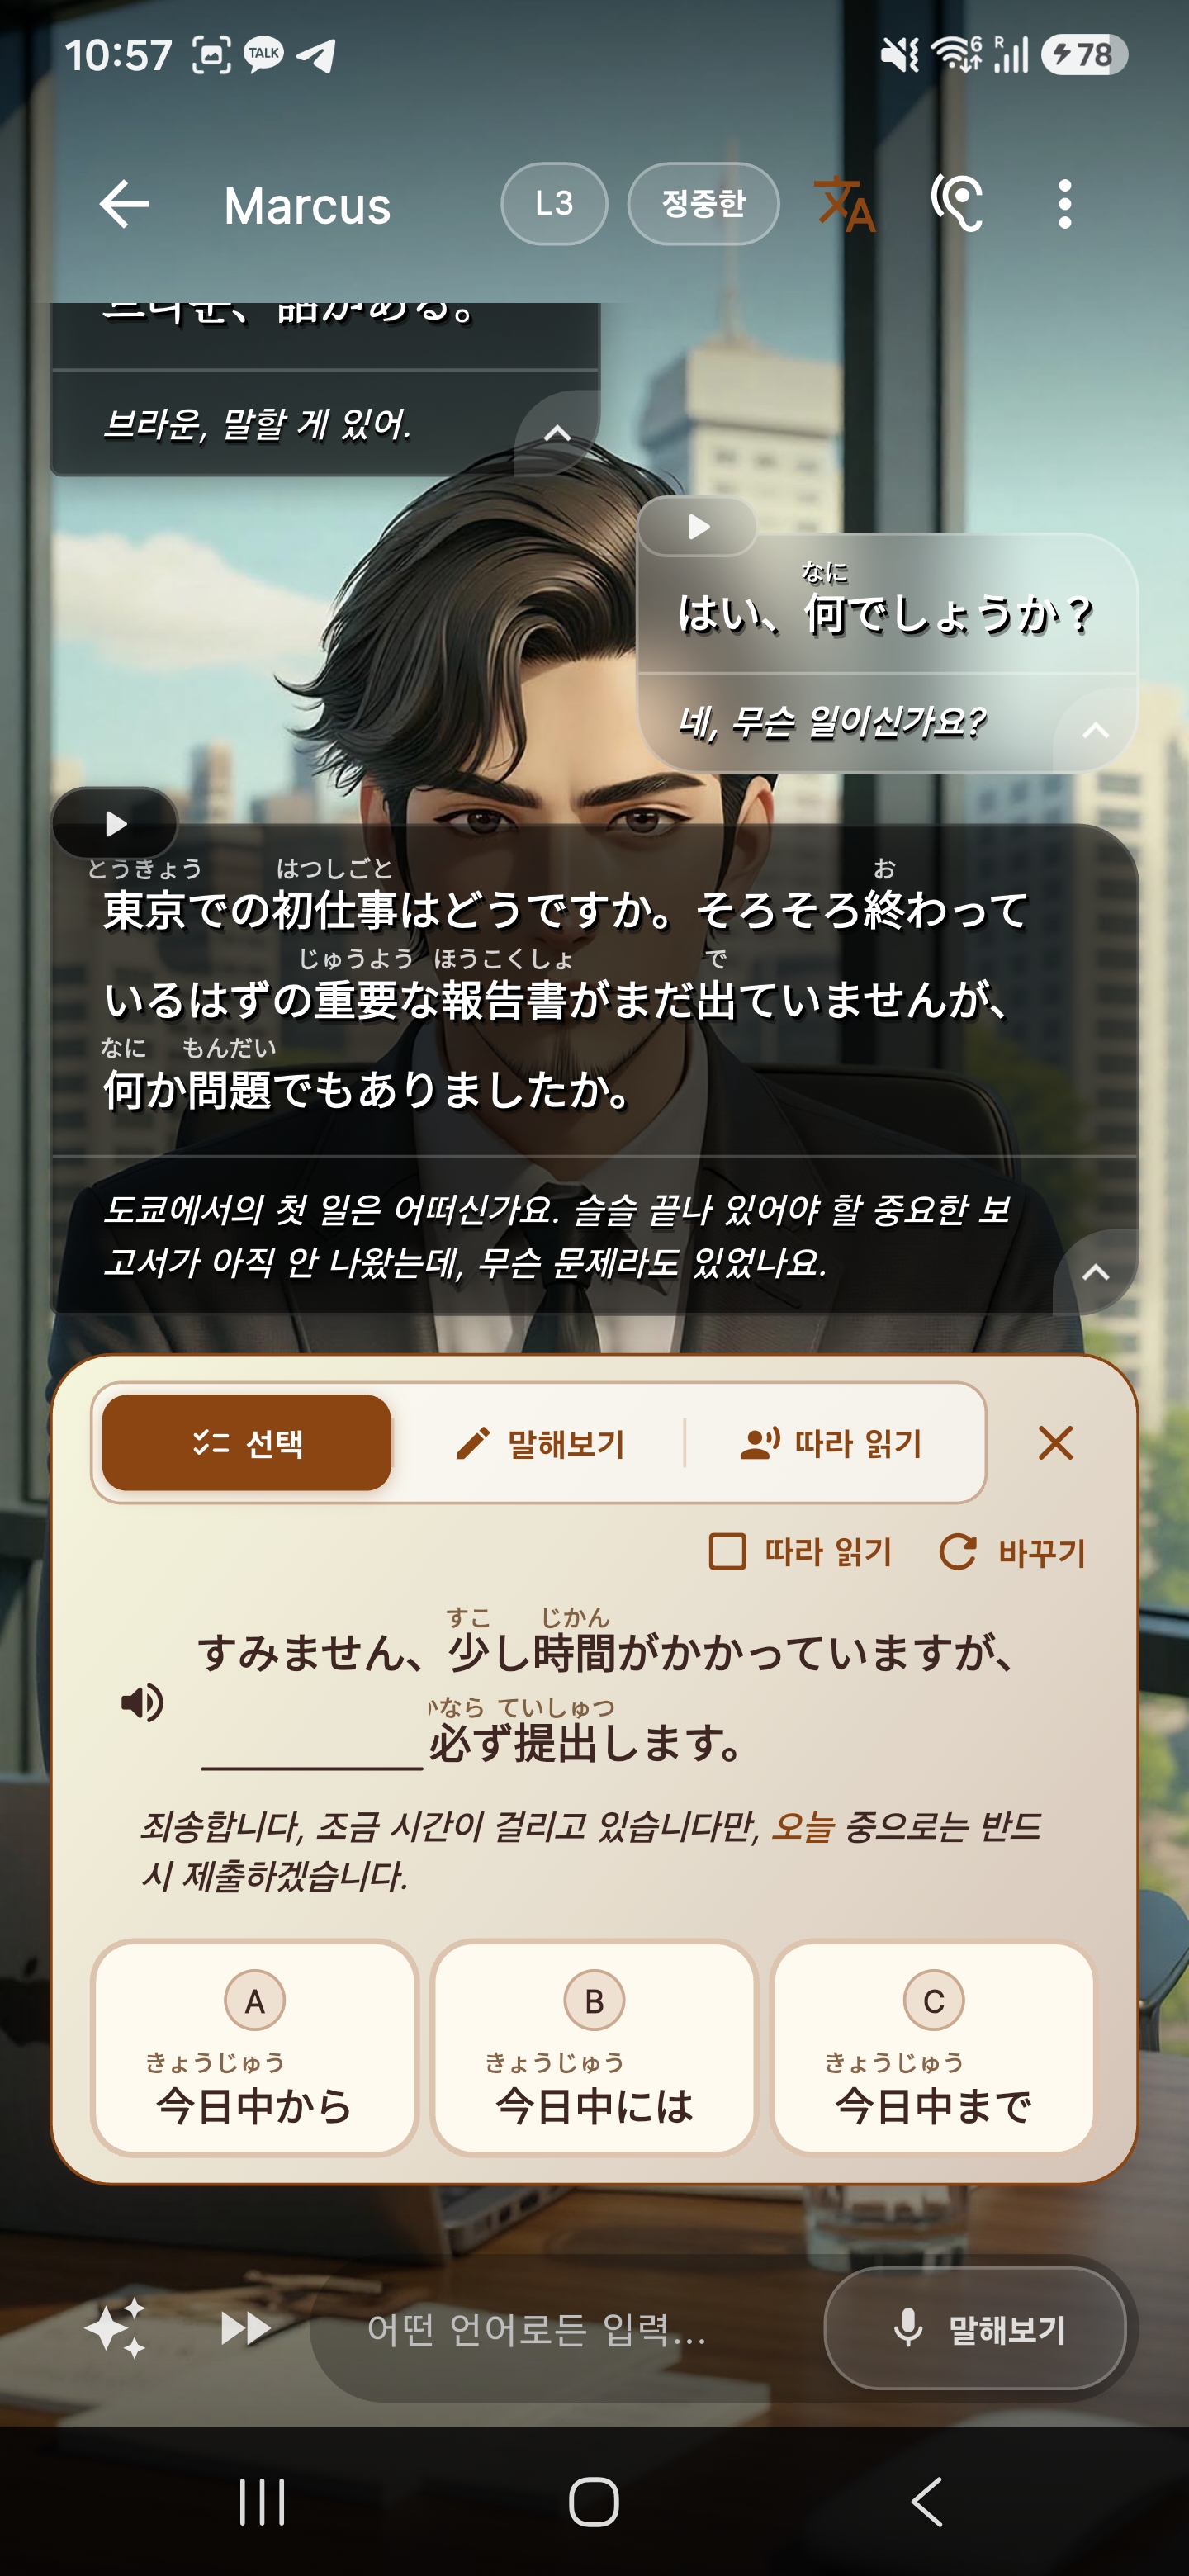 10:57 TALK 6 R 78
Marcus L3 정중한
브라운、話がある。
브라운, 말할 게 있어.
なに
はい、何でしょうか？
네, 무슨 일이신가요?
とうきょう はつしごと お
東京での初仕事はどうですか。そろそろ終わって
じゅうよう ほうこくしょ で
いるはずの重要な報告書がまだ出ていませんが、
なに もんだい
何か問題でもありましたか。
도쿄에서의 첫 일은 어떠신가요. 슬슬 끝나 있어야 할 중요한 보
고서가 아직 안 나왔는데, 무슨 문제라도 있었나요.
선택 말해보기 따라 읽기
따라 읽기 바꾸기
すこ じかん
すみません、少し時間がかかっていますが、
かなら ていしゅつ
必ず提出します。
죄송합니다, 조금 시간이 걸리고 있습니다만, 오늘 중으로는 반드
시 제출하겠습니다.
A B C
きょうじゅう きょうじゅう きょうじゅう
今日中から 今日中には 今日中まで
어떤 언어로든 입력... 말해보기